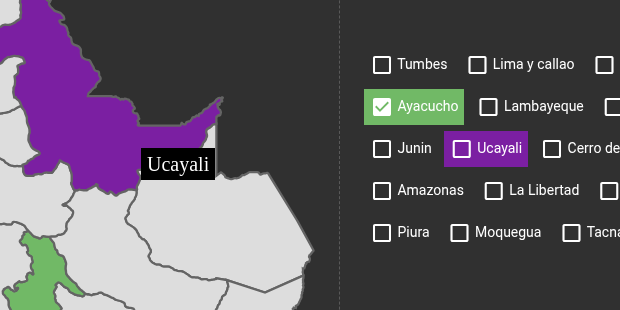 Tumbes Lima y callao
Ayacucho Lambayeque
Junin Ucayali Cerro de
Amazonas La Libertad
Piura Moquegua Tacna
Ucayali